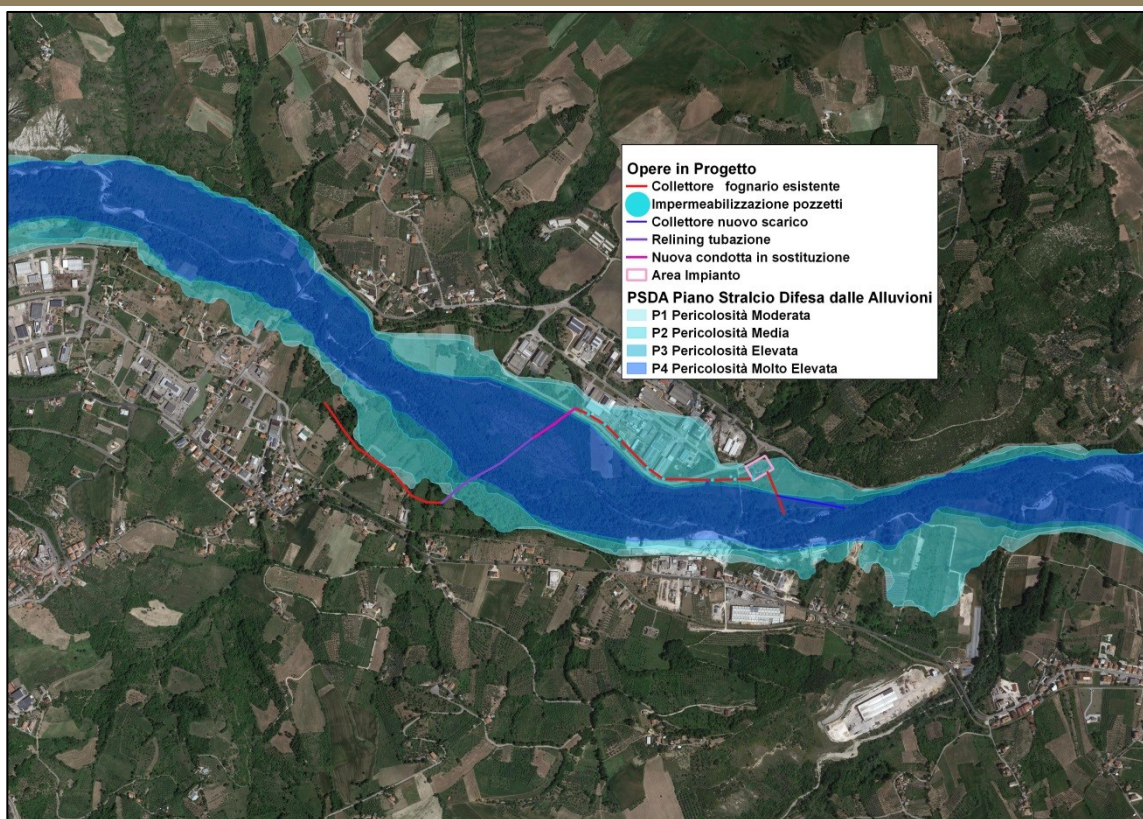 Opere in Progetto
Collettore fognario esistente
Impermeabilizzazione pozzetti
Collettore nuovo scarico
Relining tubazione
Nuova condotta in sostituzione
Area Impianto
PSDA Piano Stralcio Difesa dalle Alluvioni
P1 Pericolosità Moderata
P2 Pericolosità Media
P3 Pericolosità Elevata
P4 Pericolosità Molto Elevata